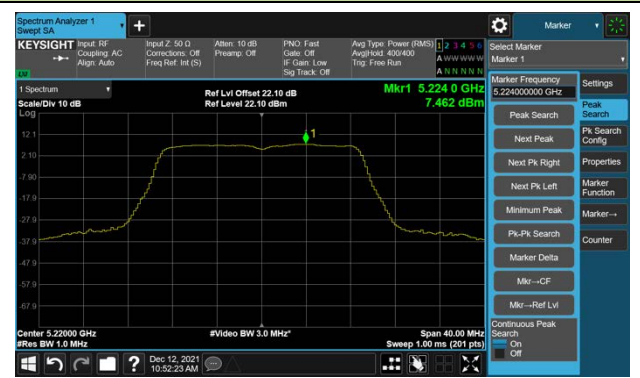 Spectrum Analyzer 1
Swept SA
+
Marker
KEYSIGHT
Input: RF
Coupling: AC
Align: Auto
Input Z: 50 Ω
Corrections: Off
Freq Ref: Int (S)
Atten: 10 dB
Preamp: Off
PNO: Fast
Gate: Off
IF Gain: Low
Sig Track: Off
Avg Type: Power (RMS)
Avg|Hold: 400/400
Trig: Free Run
1 2 3 4 5 6
A W W W W W
A N N N N N
Select Marker
Marker 1
1 Spectrum
Scale/Div 10 dB
Log
Ref Lvl Offset 22.10 dB
Ref Level 22.10 dBm
Mkr1 5.224 0 GHz
7.462 dBm
1
12.1
2.10
-7.90
-17.9
-27.9
-37.9
-47.9
-57.9
-67.9
Center 5.22000 GHz
#Res BW 1.0 MHz
#Video BW 3.0 MHz*
Span 40.00 MHz
Sweep 1.00 ms (201 pts)
Marker Frequency
5.224000000 GHz
Peak Search
Next Peak
Next Pk Right
Next Pk Left
Minimum Peak
Pk-Pk Search
Marker Delta
Mkr→CF
Mkr→Ref Lvl
Continuous Peak
Search
On
Off
Settings
Peak
Search
Pk Search
Config
Properties
Marker
Function
Marker→
Counter
?
Dec 12, 2021
10:52:23 AM